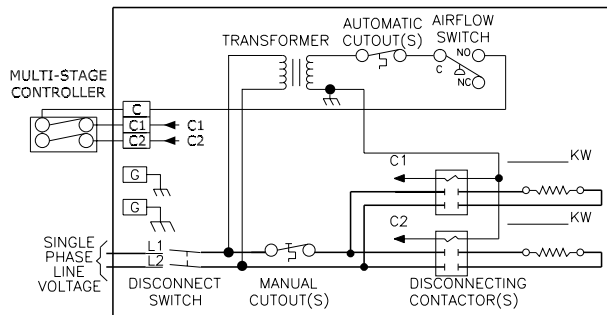 AUTOMATIC
CUTOUT(S)
AIRFLOW
SWITCH
TRANSFORMER
NO
C
NC
MULTI-STAGE
CONTROLLER
C
C1
C1
C2
C2
G
G
C1
KW
C2
KW
SINGLE
PHASE
LINE
VOLTAGE
L1
L2
DISCONNECT
SWITCH
MANUAL
CUTOUT(S)
DISCONNECTING
CONTACTOR(S)